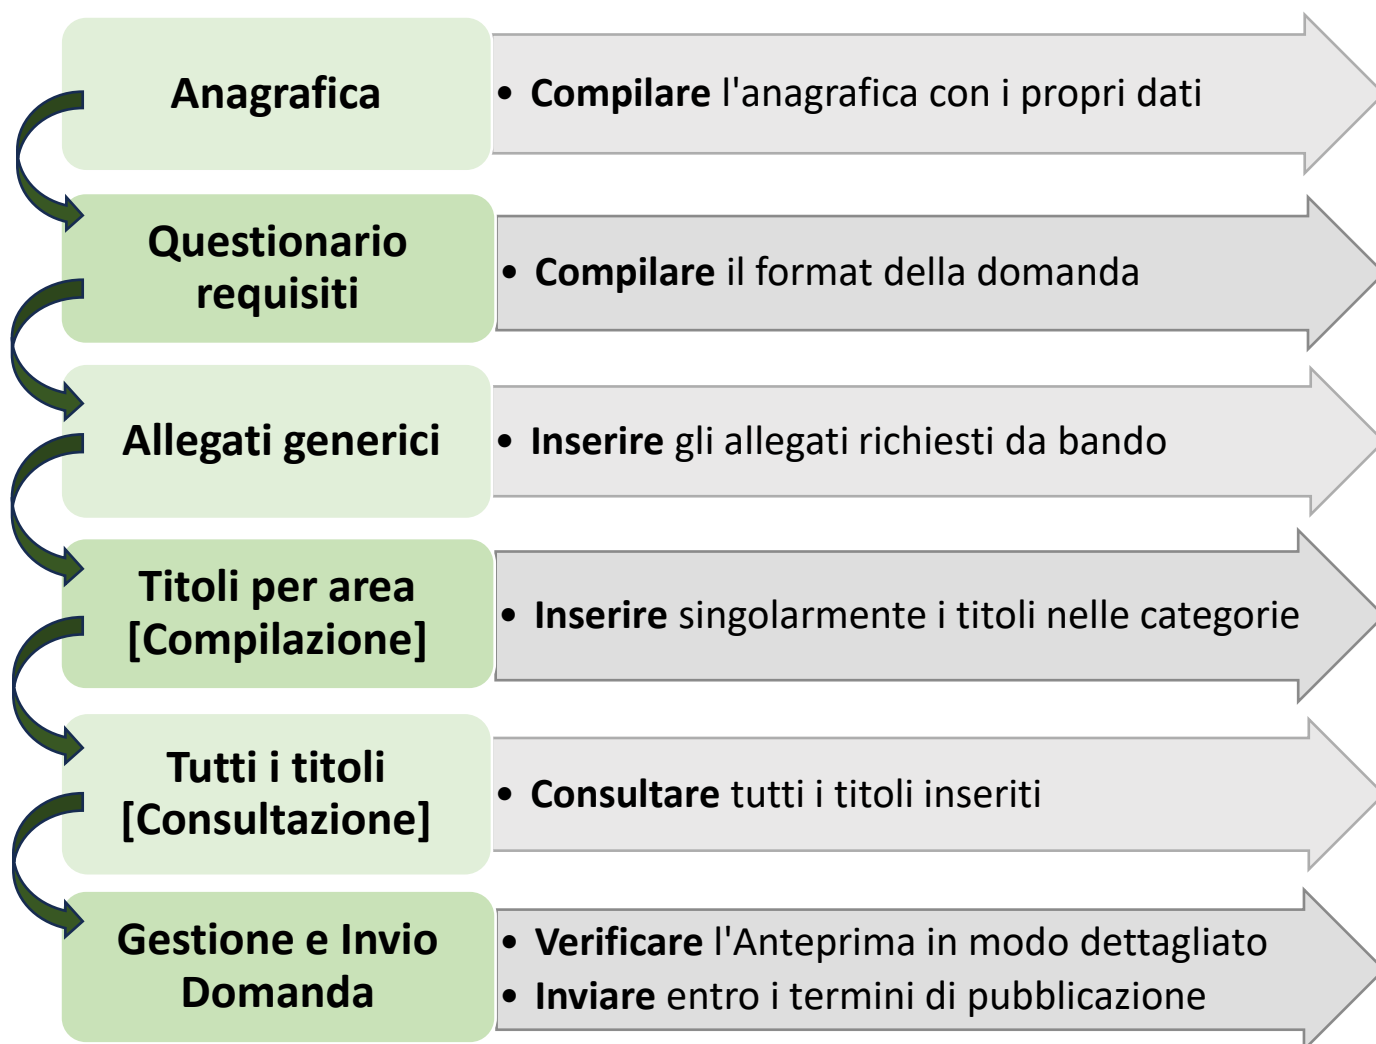 Anagrafica
• Compilare l'anagrafica con i propri dati
Questionario
requisiti
• Compilare il format della domanda
Allegati generici
• Inserire gli allegati richiesti da bando
Titoli per area
[Compilazione]
• Inserire singolarmente i titoli nelle categorie
Tutti i titoli
[Consultazione]
• Consultare tutti i titoli inseriti
Gestione e Invio
Domanda
• Verificare l'Anteprima in modo dettagliato
• Inviare entro i termini di pubblicazione